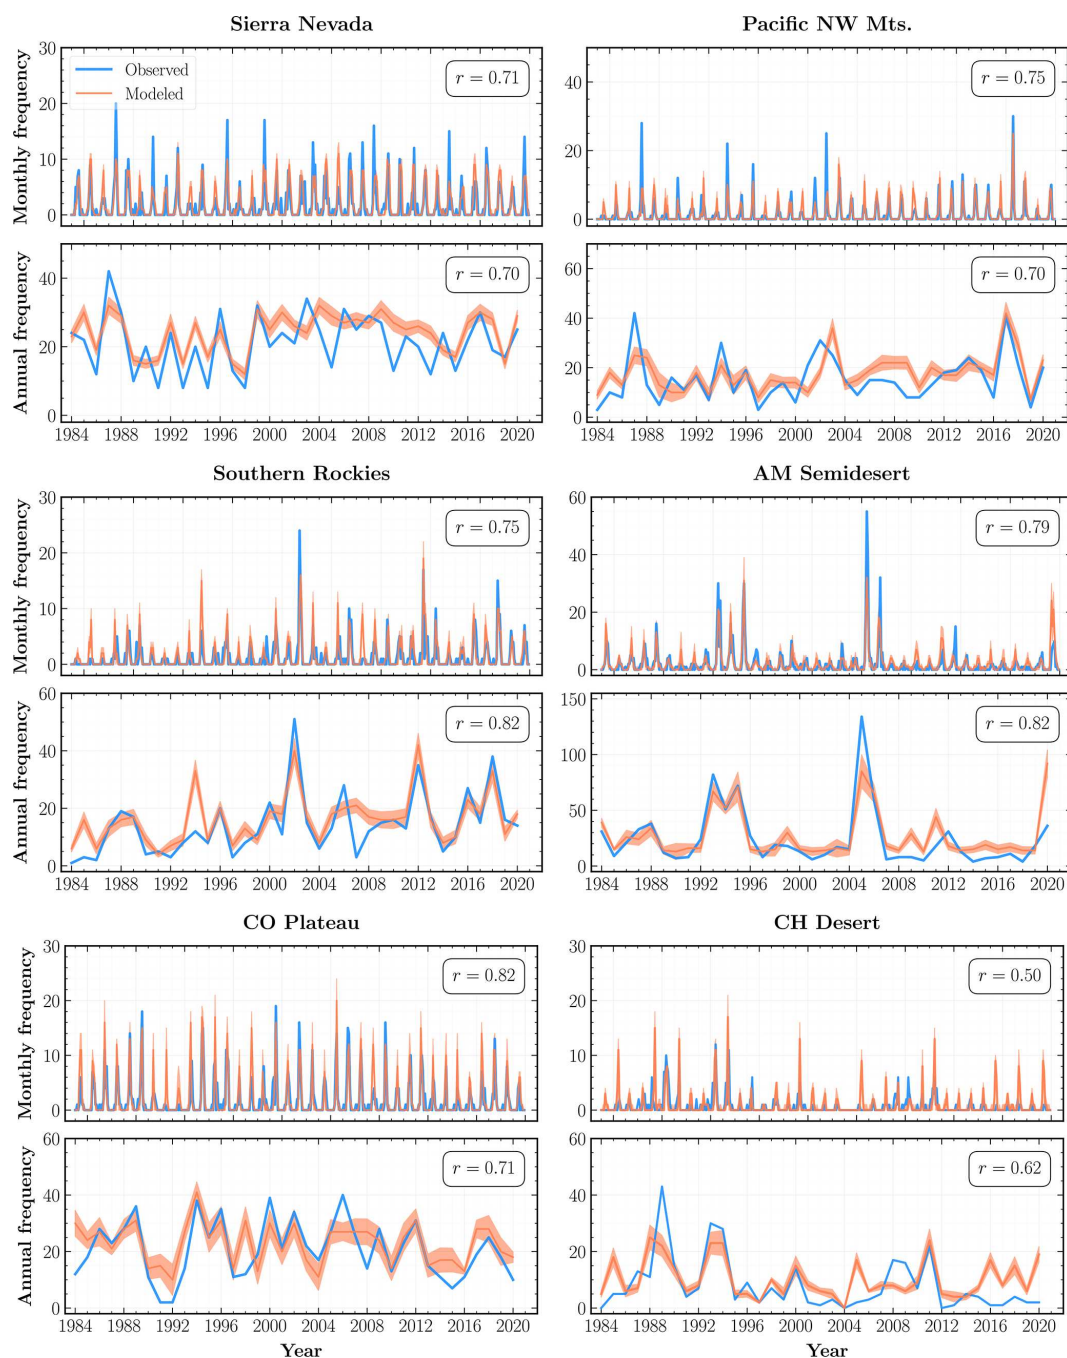 Sierra Nevada
Pacific NW Mts.
Monthly frequency
30
20
10
0
Observed
Modeled
r = 0.71
40
20
0
r = 0.75
Annual frequency
40
20
0
r = 0.70
1984 1988 1992 1996 2000 2004 2008 2012 2016 2020
60
40
20
0
r = 0.70
1984 1988 1992 1996 2000 2004 2008 2012 2016 2020
Southern Rockies
AM Semidesert
Monthly frequency
30
20
10
0
r = 0.75
60
40
20
0
r = 0.79
Annual frequency
60
40
20
0
r = 0.82
1984 1988 1992 1996 2000 2004 2008 2012 2016 2020
150
100
50
0
r = 0.82
1984 1988 1992 1996 2000 2004 2008 2012 2016 2020
CO Plateau
CH Desert
Monthly frequency
30
20
10
0
r = 0.82
30
20
10
0
r = 0.50
Annual frequency
60
40
20
0
r = 0.71
1984 1988 1992 1996 2000 2004 2008 2012 2016 2020
Year
60
40
20
0
r = 0.62
1984 1988 1992 1996 2000 2004 2008 2012 2016 2020
Year